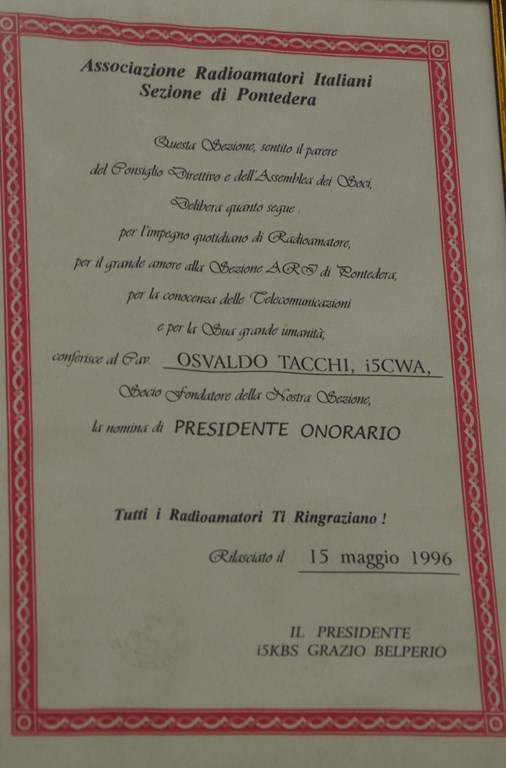 Associazione Radioamatori Italiani
Sezione di Pontedera
Questa Sezione, sentito il parere
del Consiglio Direttivo e dell'Assemblea dei Soci,
Delibera quanto segue :
per l'impegno quotidiano di Radioamatore,
per il grande amore alla Sezione ARI di Pontedera,
per la conocenza delle Telecomunicazioni
e per la Sua grande umanità,
conferisce al Cav. OSVALDO TACCHI, i5CWA,
Socio Fondatore della Nostra Sezione,
la nomina di PRESIDENTE ONORARIO
Tutti i Radioamatori Ti Ringraziano !
Rilasciato il 15 maggio 1996
IL PRESIDENTE
i5KBS GRAZIO BELPERIO